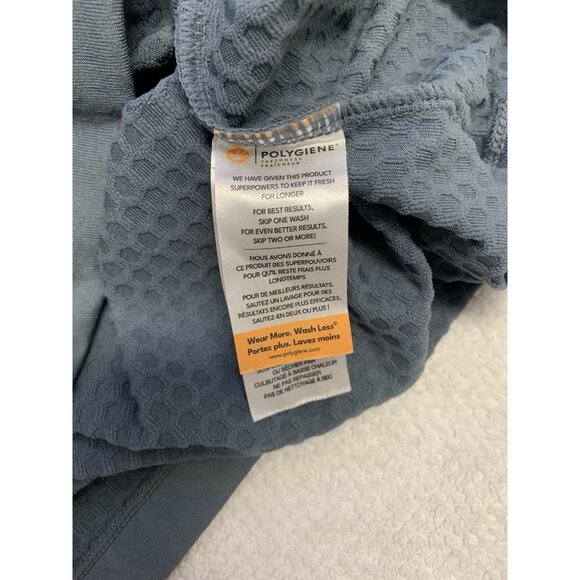 POLYGIENE®
FRESHNESS
FRAÎCHEUR
WE HAVE GIVEN THIS PRODUCT
SUPERPOWERS TO KEEP IT FRESH
FOR LONGER
FOR BEST RESULTS,
SKIP ONE WASH
FOR EVEN BETTER RESULTS,
SKIP TWO OR MORE!
NOUS AVONS DONNÉ À
CE PRODUIT DES SUPERPOUVOIRS
POUR QU'IL RESTE FRAIS PLUS
LONGTEMPS
POUR DE MEILLEURS RÉSULTATS,
SAUTEZ UN LAVAGE POUR DES
RÉSULTATS ENCORE PLUS EFFICACES,
SAUTEZ-EN DEUX OU PLUS !
Wear More. Wash Less®
Portez plus. Lavez moins
www.polygiene.com
OU SÉCHER PAR
CULBUTAGE À BASSE CHALEUR
NE PAS REPASSER
PAS DE NETTOYAGE À SEC